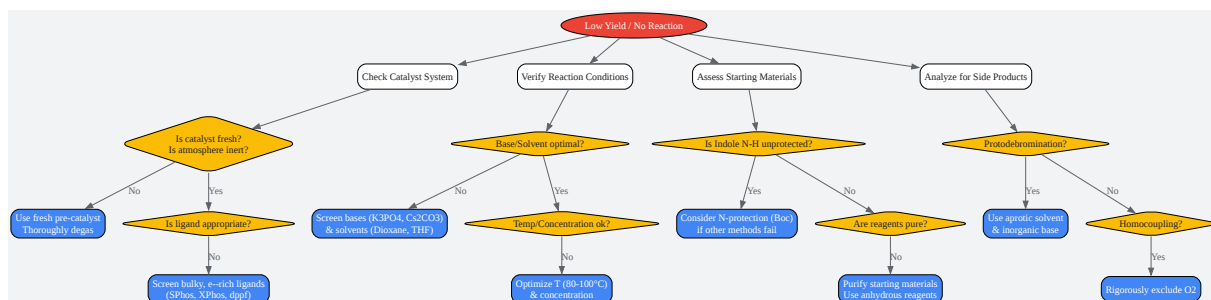 Low Yield / No Reaction
Check Catalyst System
Verify Reaction Conditions
Assess Starting Materials
Analyze for Side Products
Is catalyst fresh?
Is atmosphere inert?
Base/Solvent optimal?
Is Indole N-H unprotected?
Protodebromination?
No
Yes
No
Yes
Yes
No
Yes
No
Use fresh pre-catalyst
Thoroughly degas
Is ligand appropriate?
Screen bases (K3PO4, Cs2CO3)
& solvents (Dioxane, THF)
Temp/Concentration ok?
Consider N-protection (Boc)
if other methods fail
Are reagents pure?
Use aprotic solvent
& inorganic base
Homocoupling?
No
No
No
Yes
Screen bulky, e--rich ligands
(SPhos, XPhos, dppf)
Optimize T (80-100°C)
& concentration
Purify starting materials
Use anhydrous reagents
Rigorously exclude O2